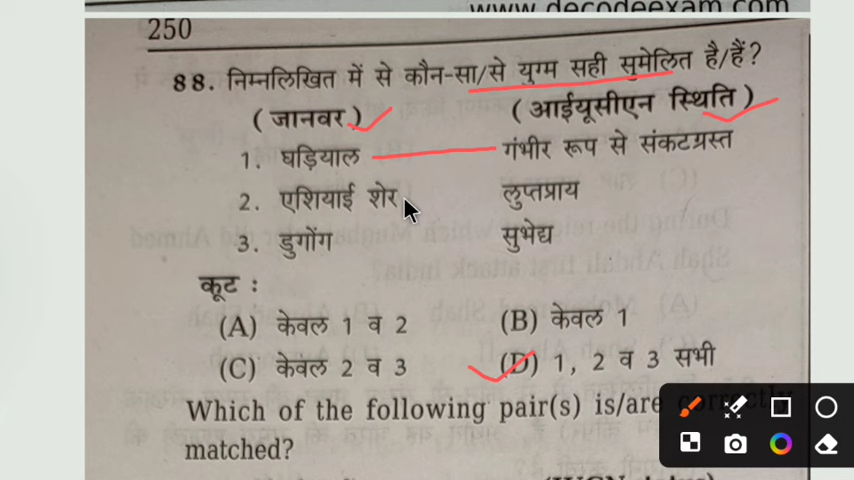 www.decodeexam.com
250
88. निम्नलिखित में से कौन-सा/से युग्म सही सुमेलित है/हैं?
( जानवर ) ( आईयूसीएन स्थिति )
1. घड़ियाल गंभीर रूप से संकटग्रस्त
2. एशियाई शेर लुप्तप्राय
3. डुगोंग सुभेद्य
कूट :
(A) केवल 1 व 2 (B) केवल 1
(C) केवल 2 व 3 (D) 1, 2 व 3 सभी
Which of the following pair(s) is/are correctly
matched?